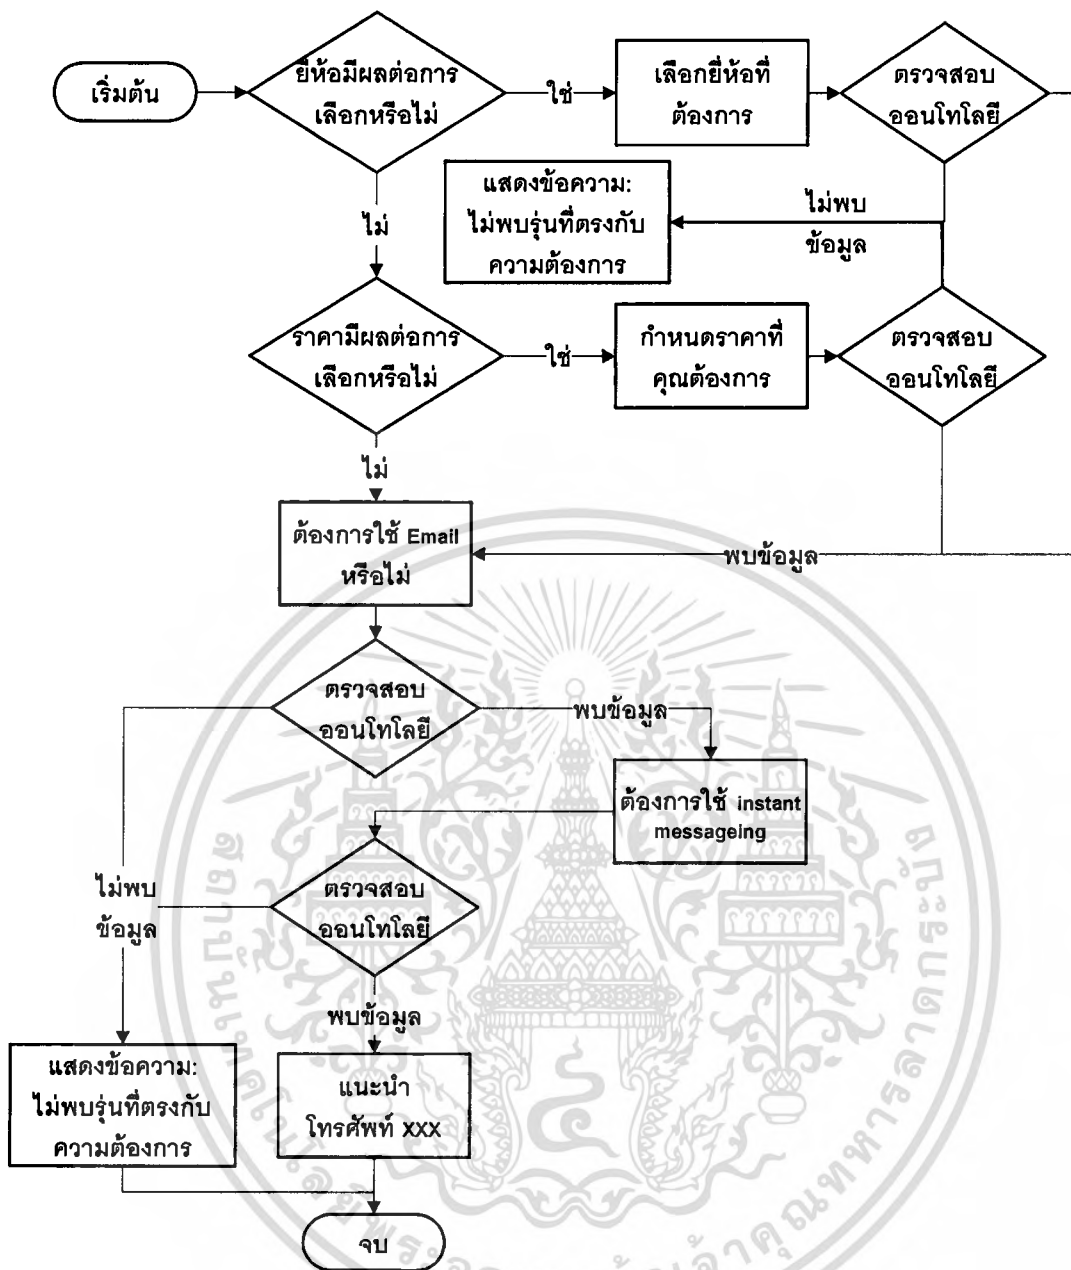 เริ่มต้น
ยี่ห้อมีผลต่อการ
เลือกหรือไม่
ใช่
เลือกยี่ห้อที่
ต้องการ
ตรวจสอบ
ออนโทโลยี
ไม่
แสดงข้อความ:
ไม่พบรุ่นที่ตรงกับ
ความต้องการ
ไม่พบ
ข้อมูล
ราคามีผลต่อการ
เลือกหรือไม่
ใช่
กำหนดราคาที่
คุณต้องการ
ตรวจสอบ
ออนโทโลยี
ไม่
ต้องการใช้ Email
หรือไม่
พบข้อมูล
ตรวจสอบ
ออนโทโลยี
พบข้อมูล
ต้องการใช้ instant
messageing
ไม่พบ
ข้อมูล
ตรวจสอบ
ออนโทโลยี
พบข้อมูล
แสดงข้อความ:
ไม่พบรุ่นที่ตรงกับ
ความต้องการ
แนะนำ
โทรศัพท์ XXX
จบ